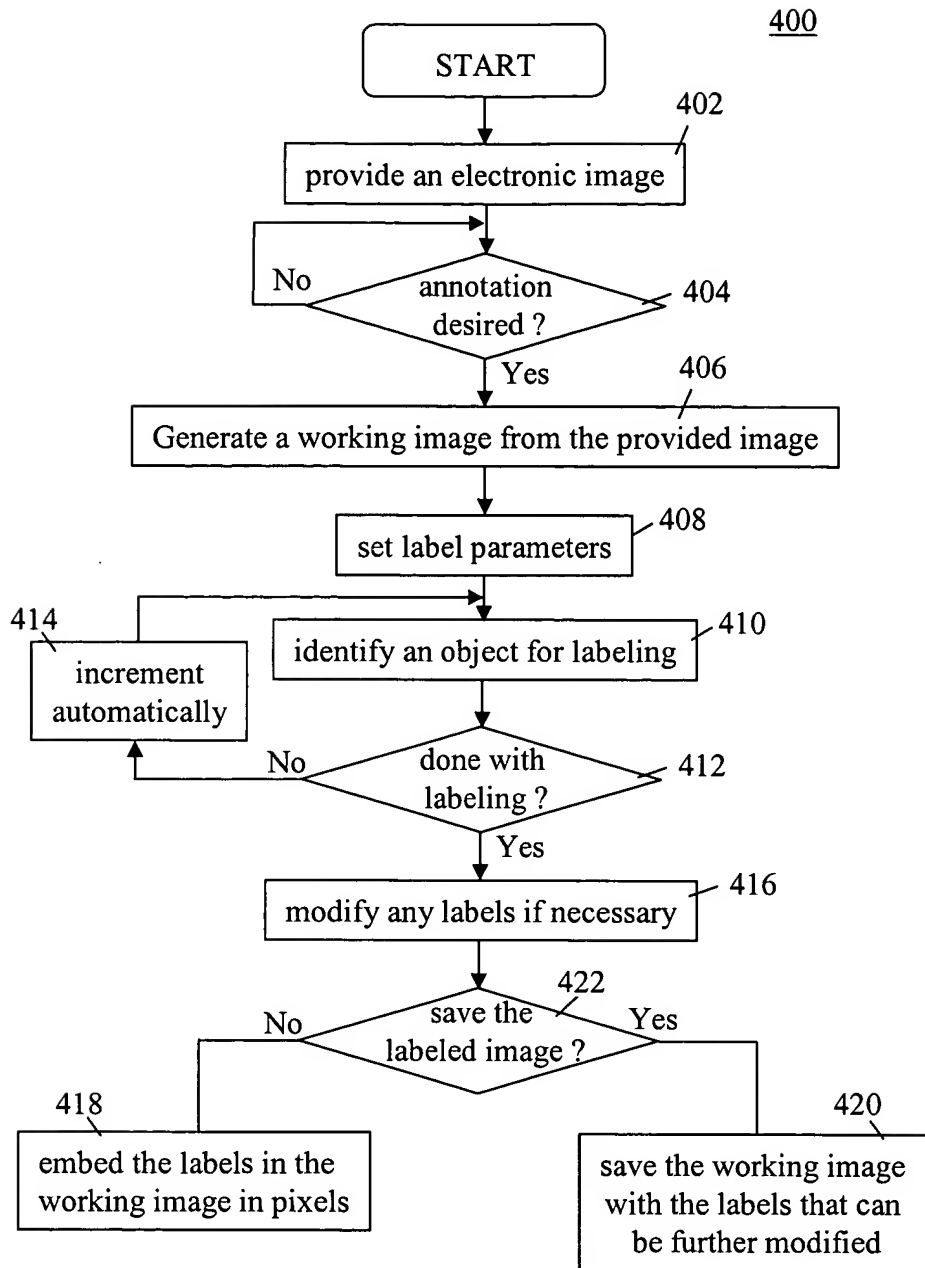 400
START
402
provide an electronic image
No
annotation
desired ?
404
Yes
406
Generate a working image from the provided image
408
set label parameters
414
increment
automatically
410
identify an object for labeling
No
done with
labeling ?
412
Yes
416
modify any labels if necessary
422
No
save the
labeled image ?
Yes
418
embed the labels in the
working image in pixels
420
save the working image
with the labels that can
be further modified